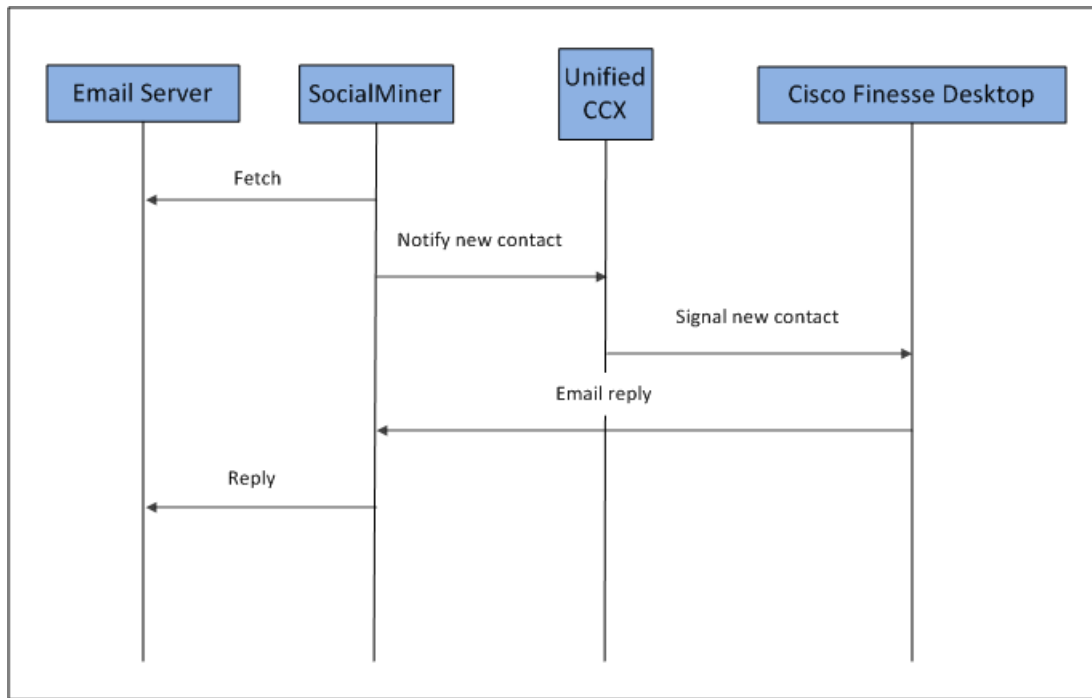 Email Server
SocialMiner
Unified
CCX
Cisco Finesse Desktop
Fetch
Notify new contact
Signal new contact
Email reply
Reply